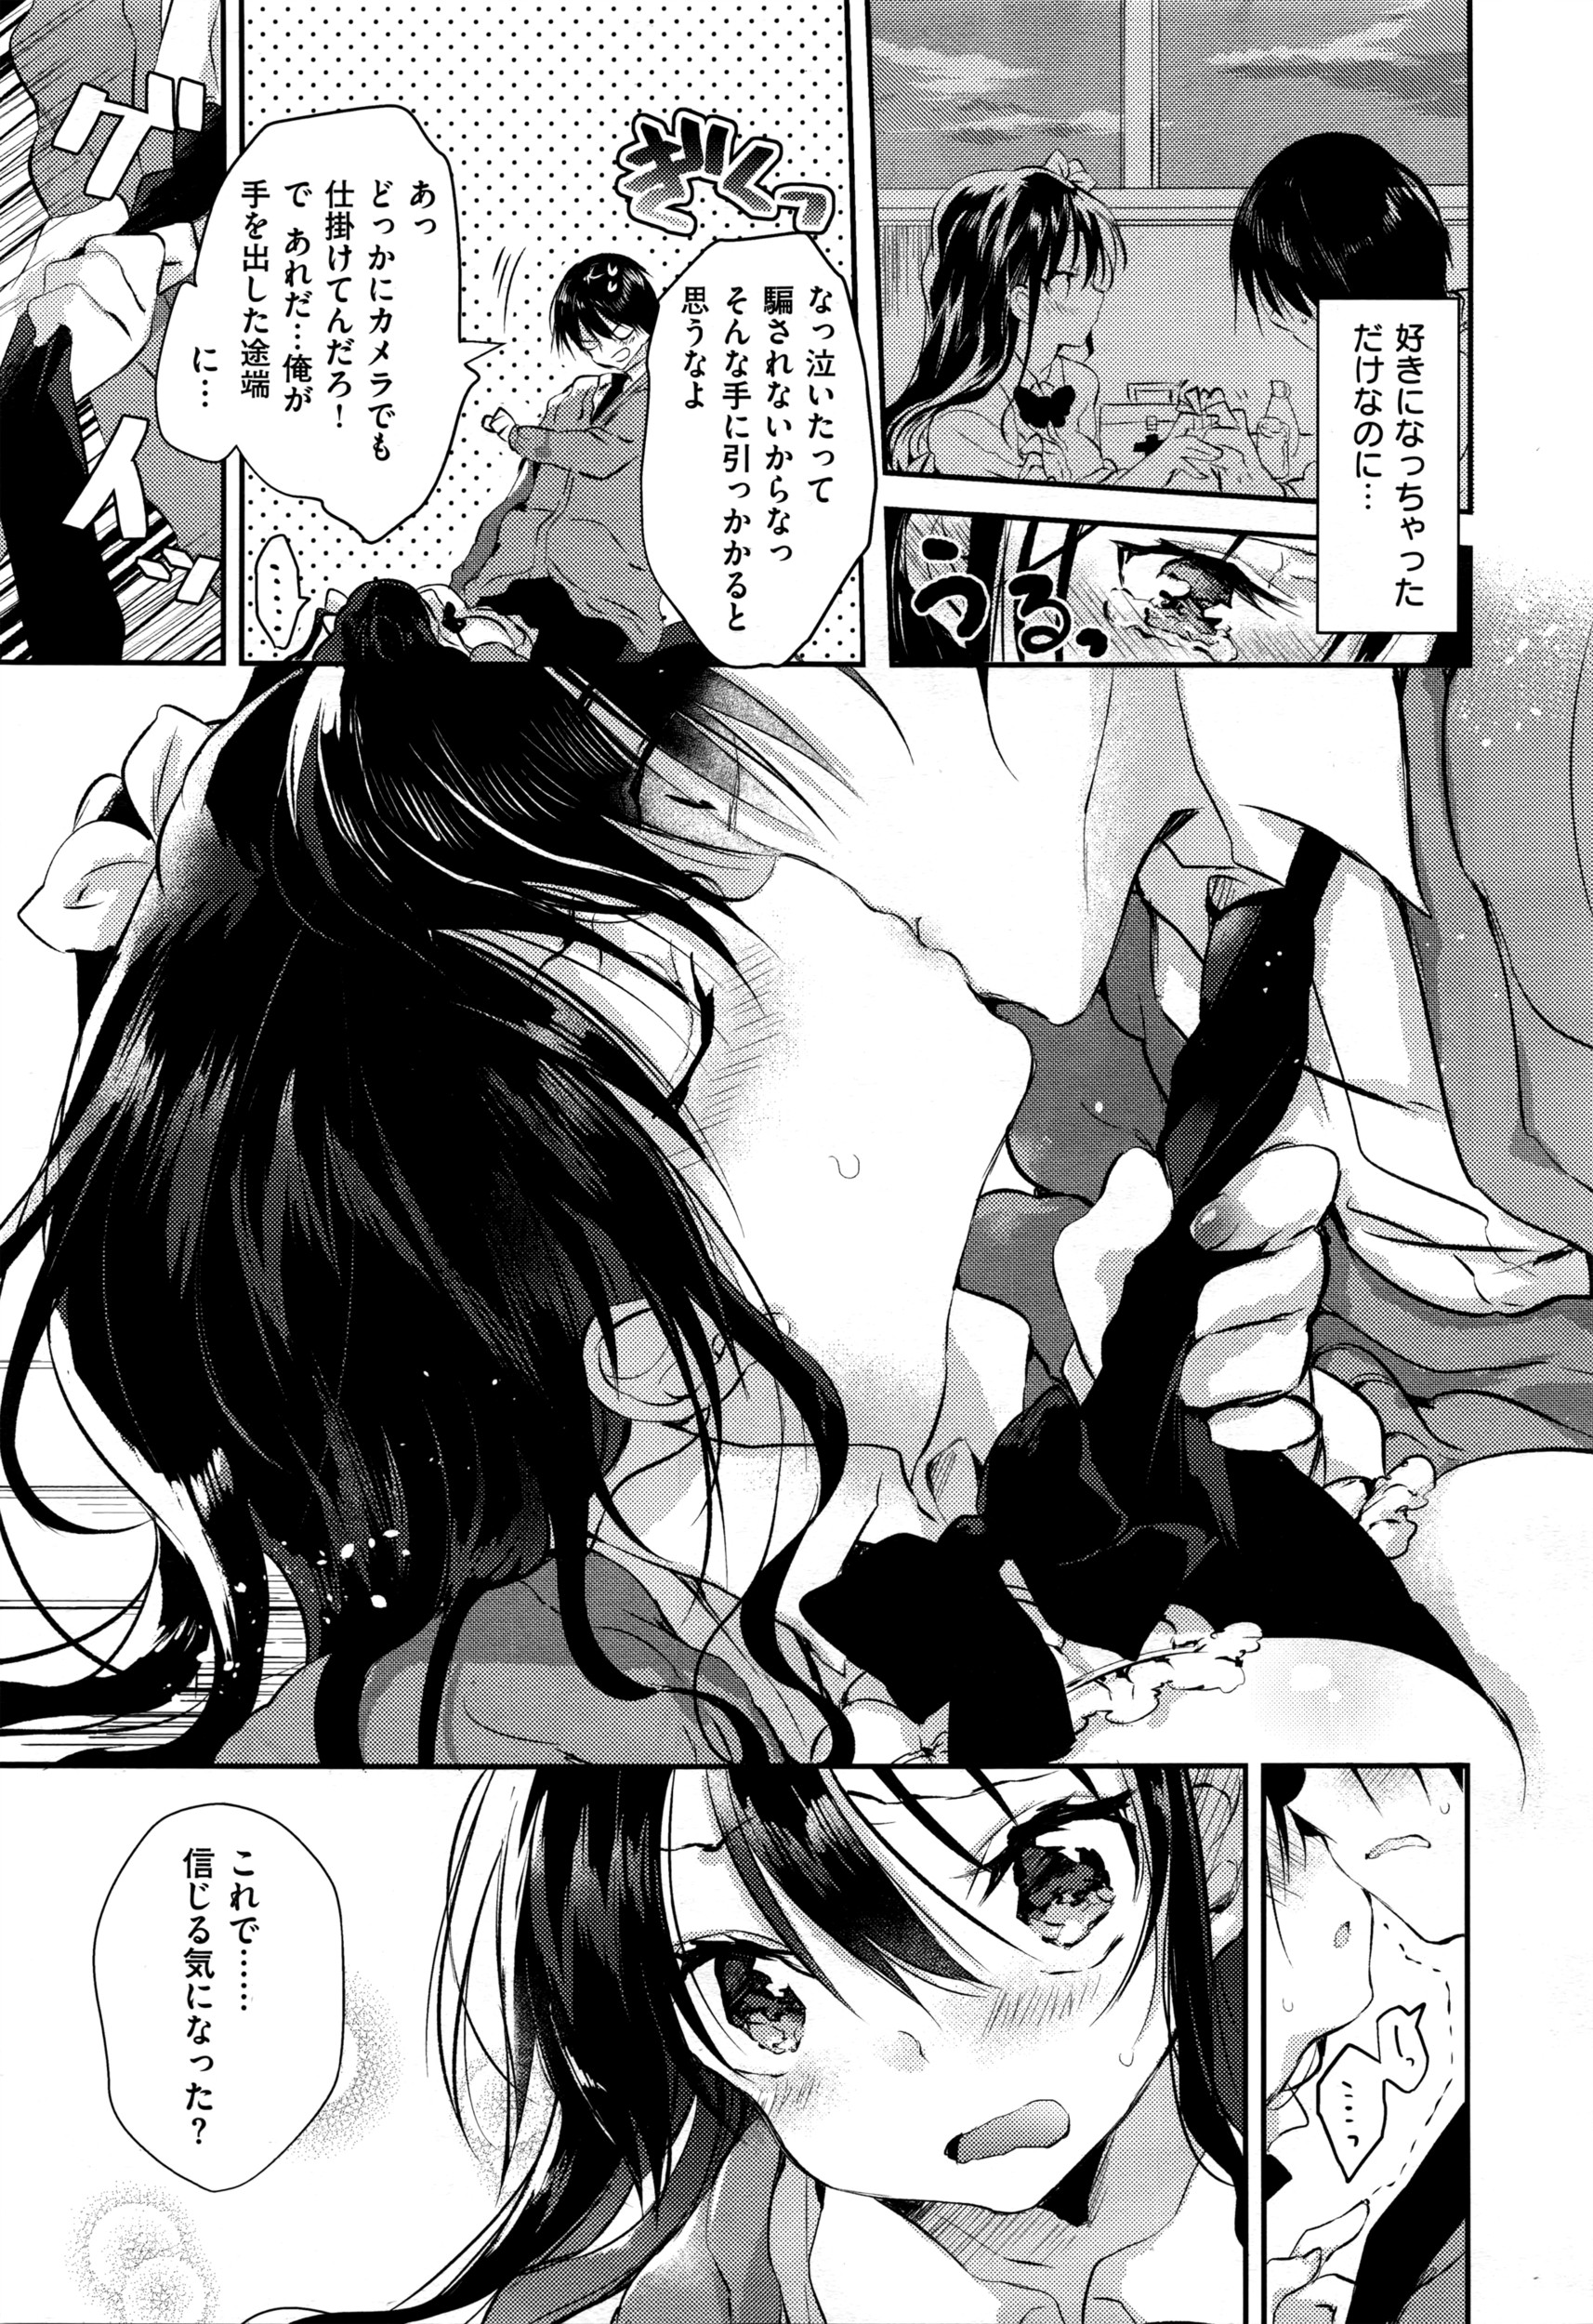 好きになっちゃった
だけなのに…
うるっ
ぎくっ
なっ泣いたって
騙されないからなっ
そんな手に引っかかると
思うなよ
あっ
どっかにカメラでも
仕掛けてんだろ！
で あれだ…俺が
手を出した途端
に…
……
グイッ
これで……
信じる気になった？